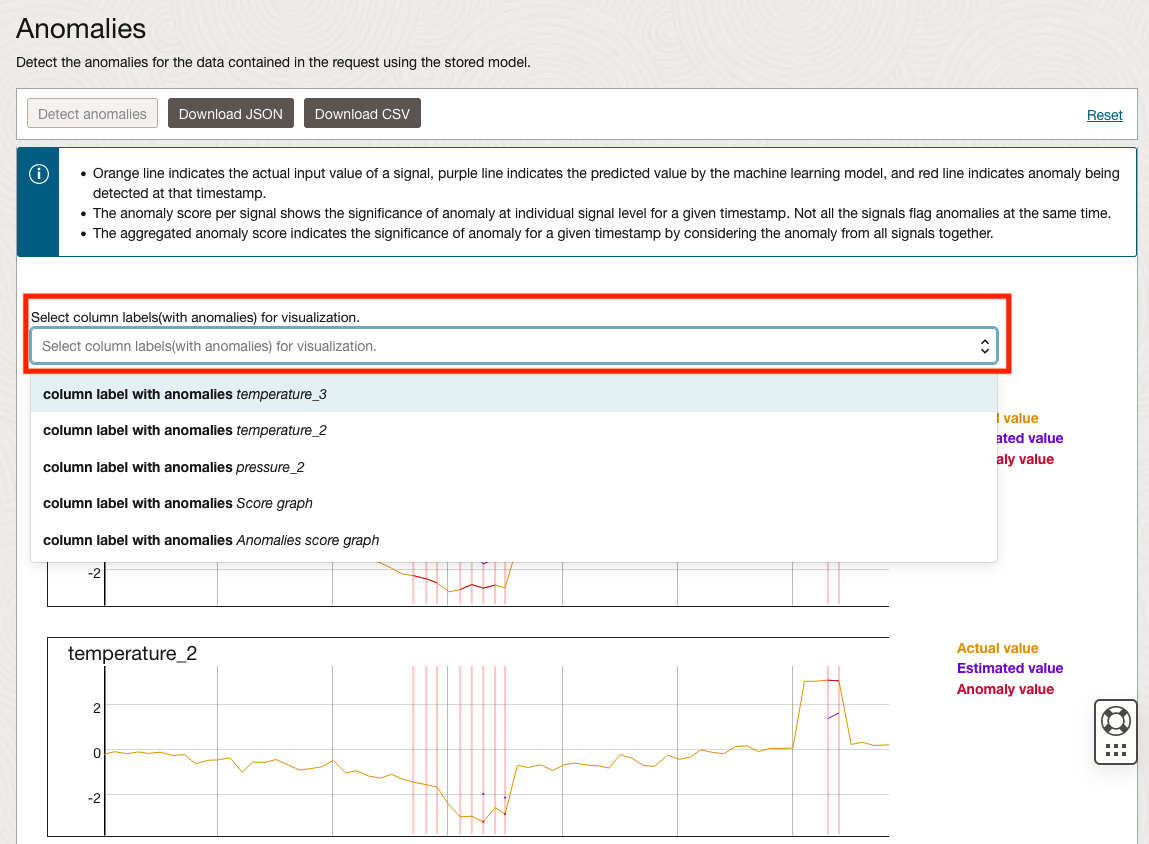 Anomalies
Detect the anomalies for the data contained in the request using the stored model.
Detect anomalies Download JSON Download CSV Reset
• Orange line indicates the actual input value of a signal, purple line indicates the predicted value by the machine learning model, and red line indicates anomaly being
detected at that timestamp.
• The anomaly score per signal shows the significance of anomaly at individual signal level for a given timestamp. Not all the signals flag anomalies at the same time.
• The aggregated anomaly score indicates the significance of anomaly for a given timestamp by considering the anomaly from all signals together.
Select column labels(with anomalies) for visualization.
Select column labels(with anomalies) for visualization.
column label with anomalies temperature_3
column label with anomalies temperature_2
column label with anomalies pressure_2
column label with anomalies Score graph
column label with anomalies Anomalies score graph
l value
ated value
aly value
-2
temperature_2
2
0
-2
Actual value
Estimated value
Anomaly value